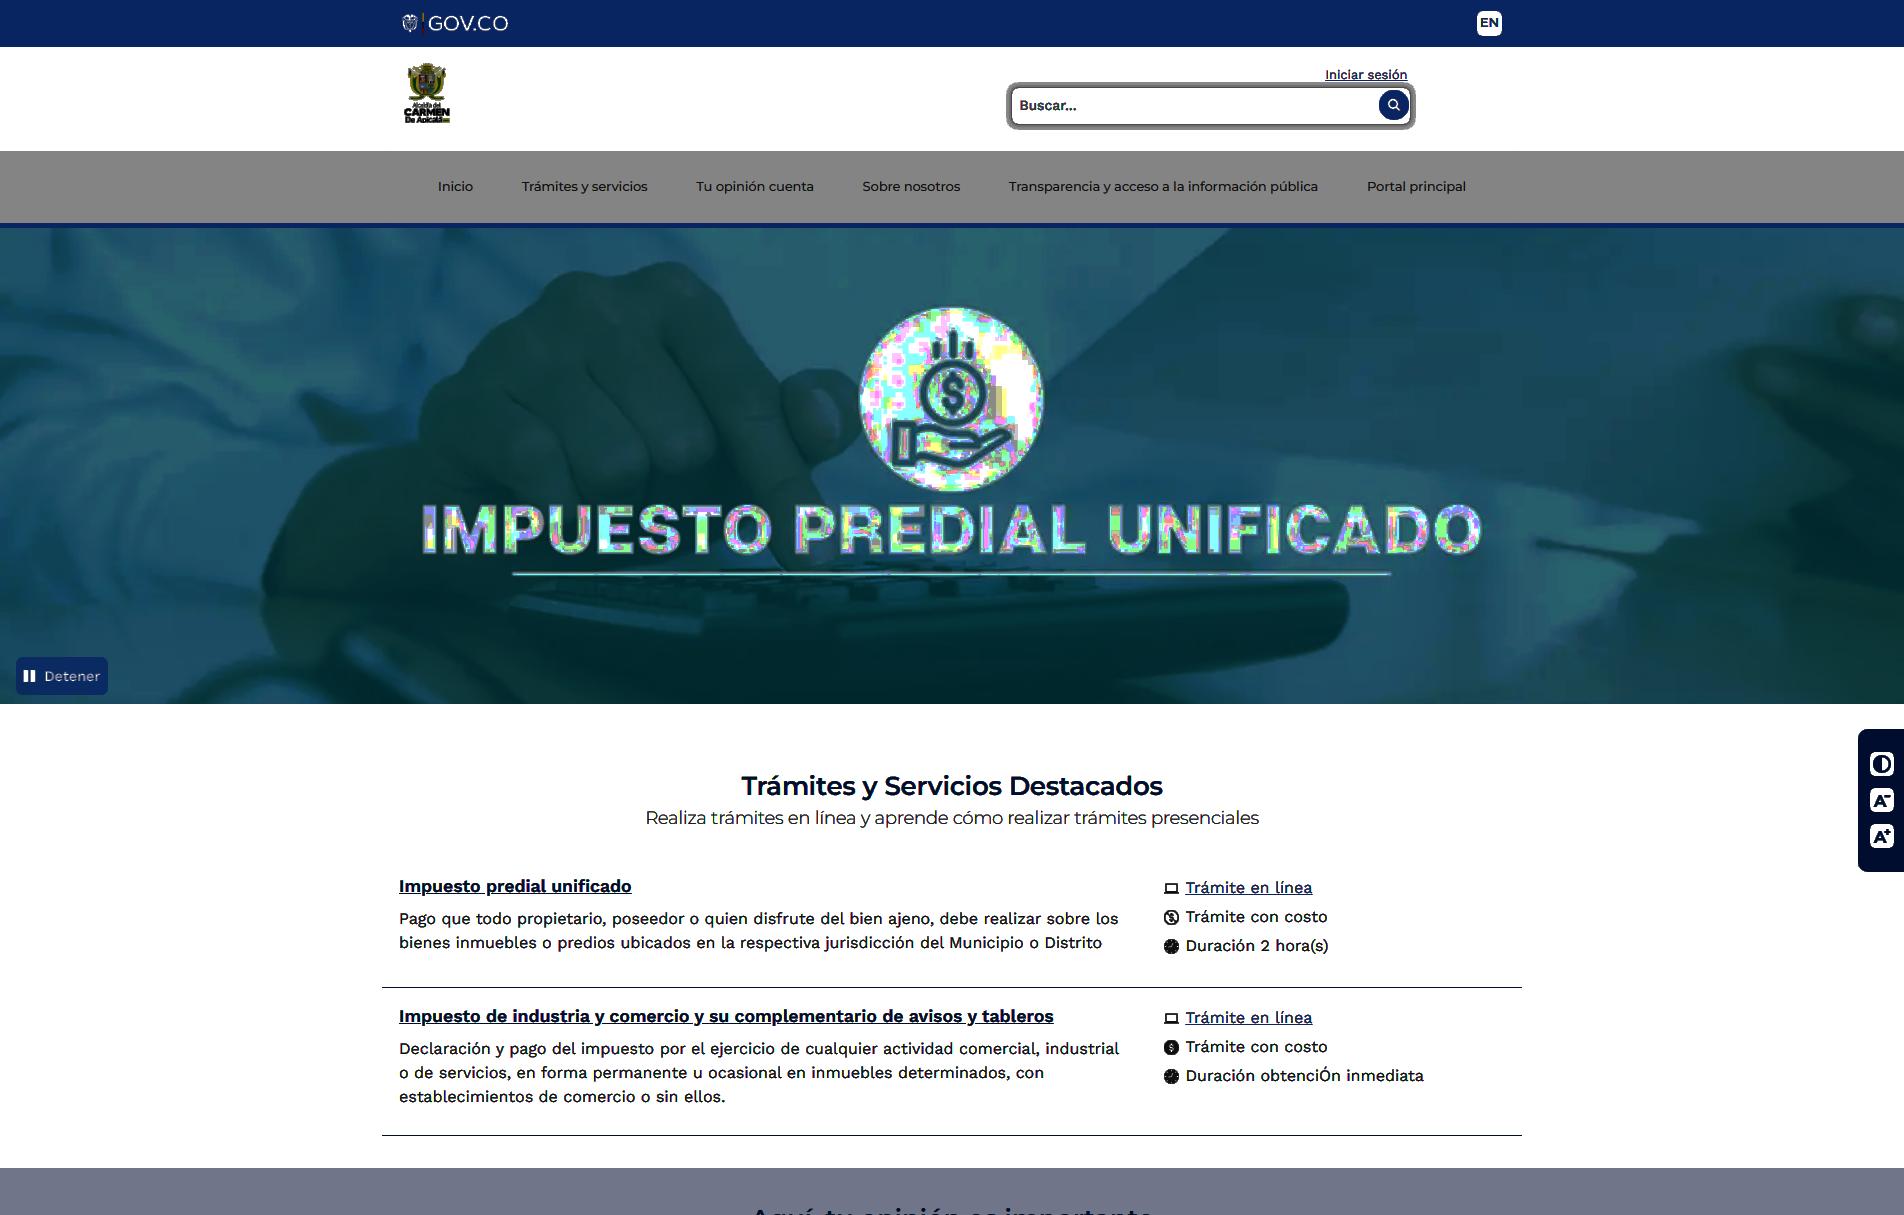 GOV.CO
EN
Alcaldía del
CARMEN
De Apicalá
Iniciar sesión
Buscar...
Inicio
Trámites y servicios
Tu opinión cuenta
Sobre nosotros
Transparencia y acceso a la información pública
Portal principal
IMPUESTO PREDIAL UNIFICADO
Detener
A-
A+
Trámites y Servicios Destacados
Realiza trámites en línea y aprende cómo realizar trámites presenciales
Impuesto predial unificado
Pago que todo propietario, poseedor o quien disfrute del bien ajeno, debe realizar sobre los
bienes inmuebles o predios ubicados en la respectiva jurisdicción del Municipio o Distrito
Trámite en línea
Trámite con costo
Duración 2 hora(s)
Impuesto de industria y comercio y su complementario de avisos y tableros
Declaración y pago del impuesto por el ejercicio de cualquier actividad comercial, industrial
o de servicios, en forma permanente u ocasional en inmuebles determinados, con
establecimientos de comercio o sin ellos.
Trámite en línea
Trámite con costo
Duración obtenciÓn inmediata
Aquí tu opinión es importante